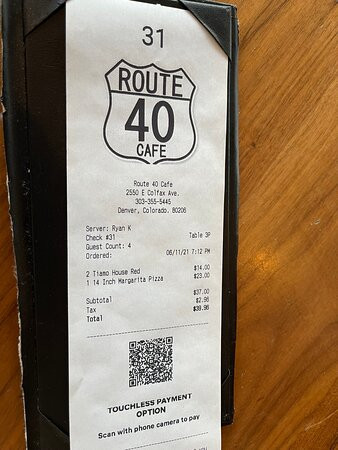 31
ROUTE
40
CAFE
Route 40 Cafe
2550 E Colfax Ave.
303-355-5445
Denver, Colorado. 80206
Server: Ryan K
Check #31 Table 3P
Guest Count: 4
Ordered: 06/11/21 7:12 PM
2 Tiamo House Red $14.00
1 14 Inch Margarita Pizza $23.00
Subtotal $37.00
Tax $2.96
Total $39.96
TOUCHLESS PAYMENT
OPTION
Scan with phone camera to pay